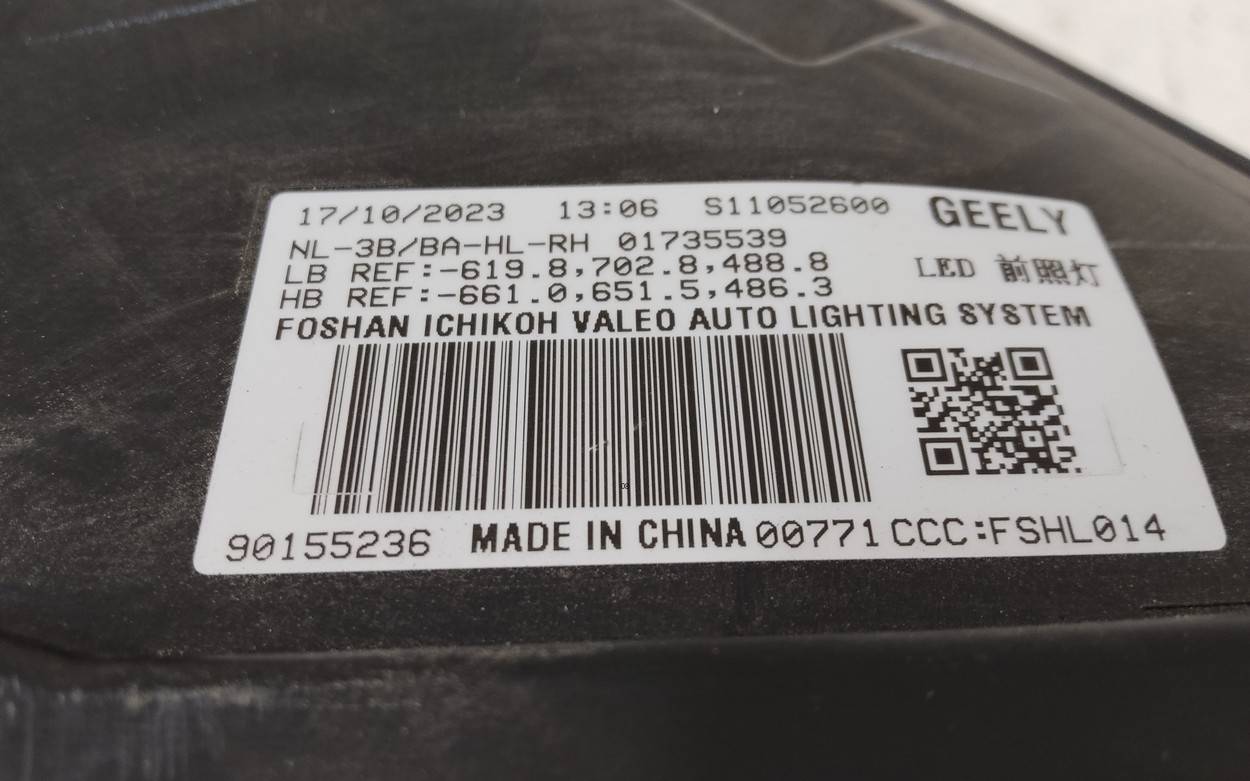 17/10/2023 13:06 S11052600 GEELY
NL-3B/BA-HL-RH 01735539
LB REF:-619.8,702.8,488.8 LED 前照灯
HB REF:-661.0,651.5,486.3
FOSHAN ICHIKOH VALEO AUTO LIGHTING SYSTEM
90155236 MADE IN CHINA 00771 CCC:FSHL014